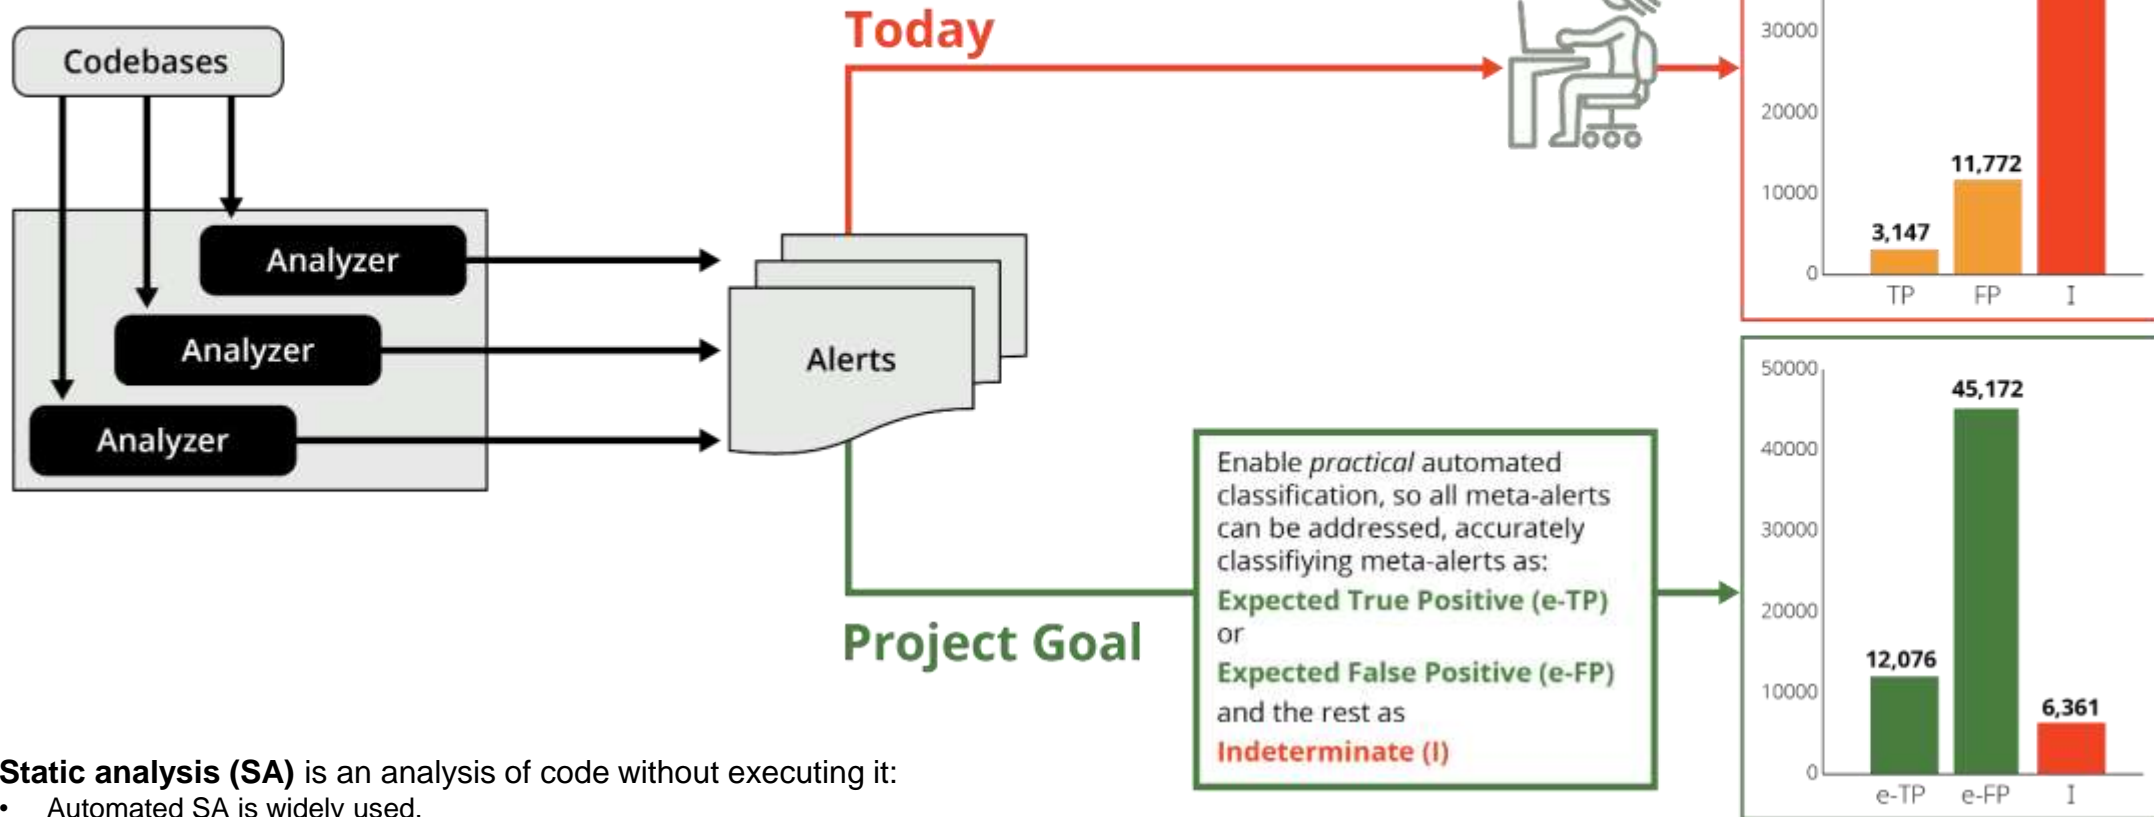 Codebases
Analyzer
Analyzer
Analyzer
Alerts
Today
30000
20000
10000
0
3,147
11,772
TP FP I
Project Goal
Enable practical automated
classification, so all meta-alerts
can be addressed, accurately
classifiying meta-alerts as:
Expected True Positive (e-TP)
or
Expected False Positive (e-FP)
and the rest as
Indeterminate (I)
50000
40000
30000
20000
10000
0
12,076
45,172
6,361
e-TP e-FP I
Static analysis (SA) is an analysis of code without executing it:
• Automated SA is widely used.